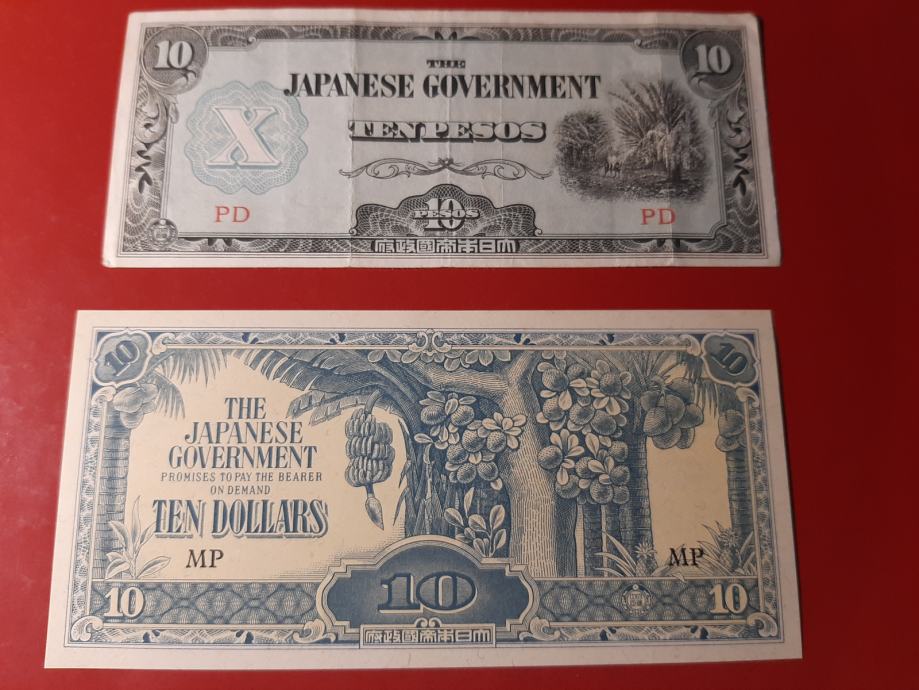 10
10
THE
JAPANESE GOVERNMENT
TEN PESOS
X
PD
PD
10
PESOS
府政國帝本日大
10
10
THE
JAPANESE
GOVERNMENT
PROMISES TO PAY THE BEARER
ON DEMAND
TEN DOLLARS
MP
MP
10
10
10
府政國帝本日大